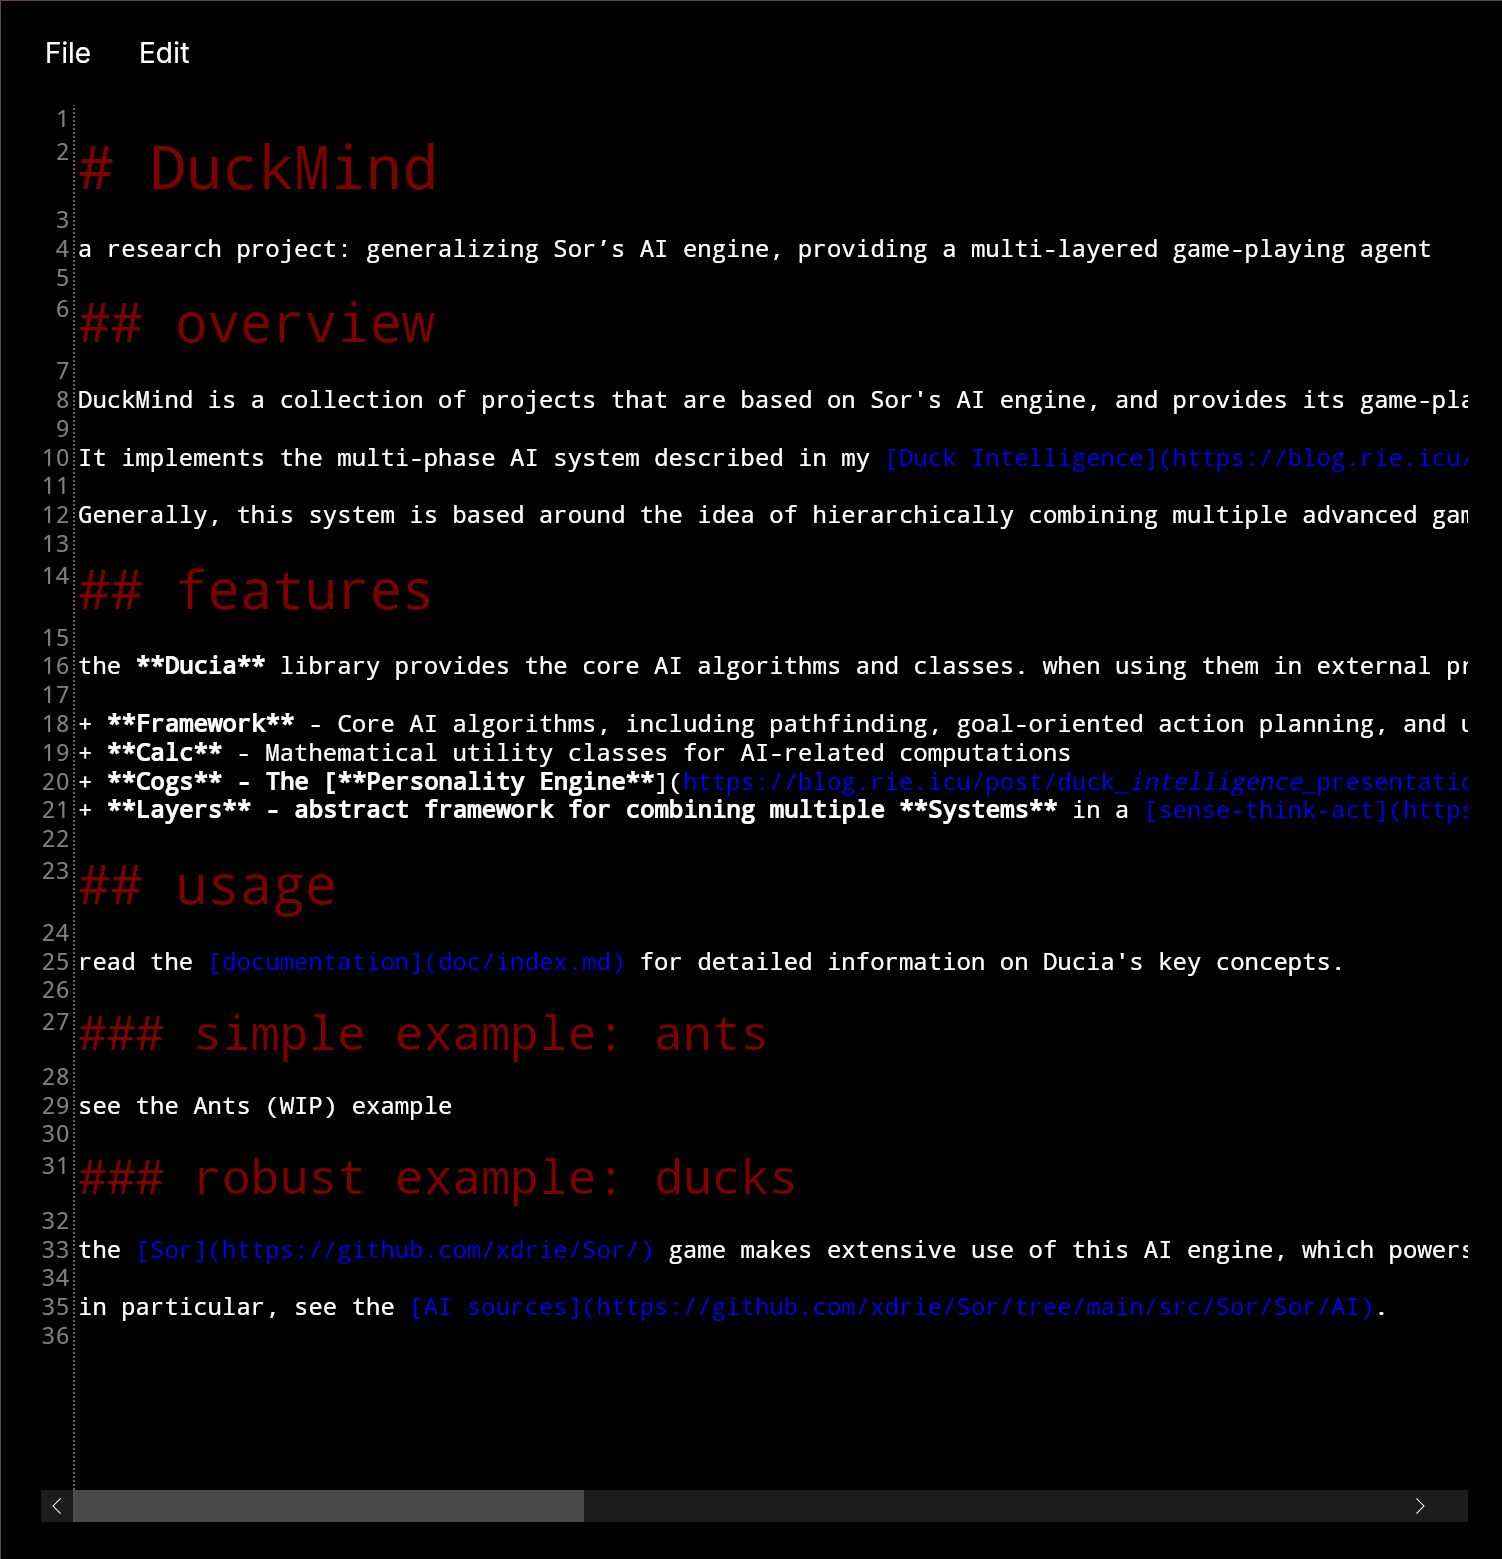 File Edit
1
2 # DuckMind
3
4 a research project: generalizing Sor’s AI engine, providing a multi-layered game-playing agent
5
6 ## overview
7
8 DuckMind is a collection of projects that are based on Sor's AI engine, and provides its game-pla
9
10 It implements the multi-phase AI system described in my [Duck Intelligence](https://blog.rie.icu/
11
12 Generally, this system is based around the idea of hierarchically combining multiple advanced gam
13
14 ## features
15
16 the **Ducia** library provides the core AI algorithms and classes. when using them in external pr
17
18 + **Framework** - Core AI algorithms, including pathfinding, goal-oriented action planning, and u
19 + **Calc** - Mathematical utility classes for AI-related computations
20 + **Cogs** - The [**Personality Engine**](https://blog.rie.icu/post/duck_intelligence_presentatio
21 + **Layers** - abstract framework for combining multiple **Systems** in a [sense-think-act](https
22
23 ## usage
24
25 read the [documentation](doc/index.md) for detailed information on Ducia's key concepts.
26
27 ### simple example: ants
28
29 see the Ants (WIP) example
30
31 ### robust example: ducks
32
33 the [Sor](https://github.com/xdrie/Sor/) game makes extensive use of this AI engine, which powers
34
35 in particular, see the [AI sources](https://github.com/xdrie/Sor/tree/main/src/Sor/Sor/AI).
36